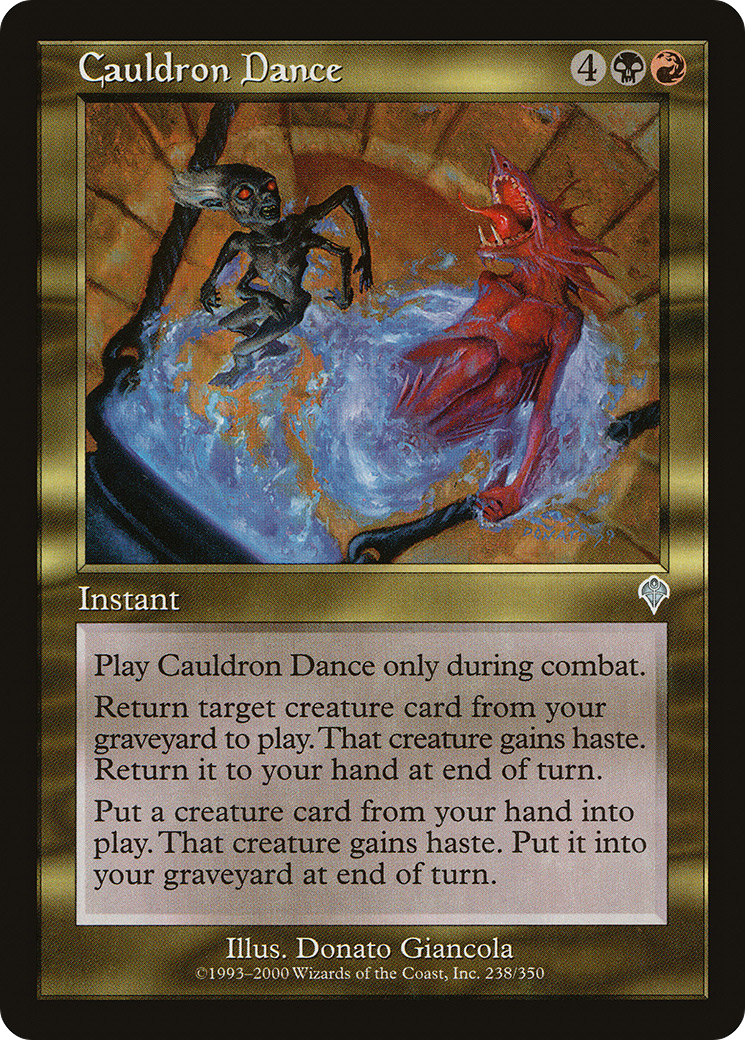 Cauldron Dance 4
Instant
Play Cauldron Dance only during combat.
Return target creature card from your
graveyard to play. That creature gains haste.
Return it to your hand at end of turn.
Put a creature card from your hand into
play. That creature gains haste. Put it into
your graveyard at end of turn.
Illus. Donato Giancola
©1993–2000 Wizards of the Coast, Inc. 238/350